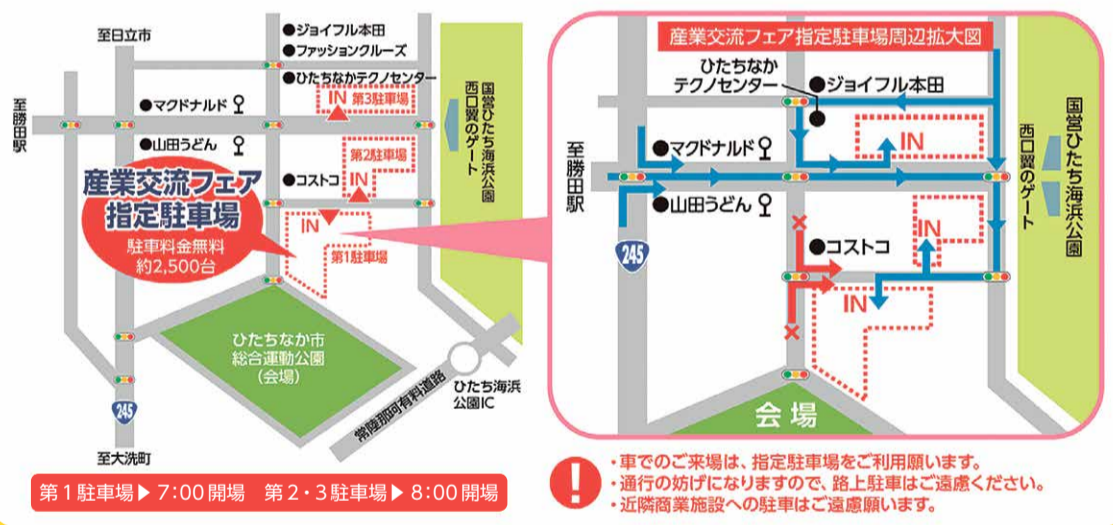 至日立市
●ジョイフル本田
●ファッションクルーズ
●ひたちなかテクノセンター
IN 第3駐車場
至勝田駅
●マクドナルド
●山田うどん
第2駐車場
IN
●コストコ
国営ひたち海浜公園
西口翼のゲート
産業交流フェア
指定駐車場
駐車料金無料
約2,500台
IN
第1駐車場
ひたちなか市
総合運動公園
(会場)
ひたち海浜
公園IC
常陸那珂有料道路
245
至大洗町
第1駐車場▶7:00開場 第2・3駐車場▶8:00開場
産業交流フェア指定駐車場周辺拡大図
ひたちなか
テクノセンター
●ジョイフル本田
IN
至勝田駅
●マクドナルド
●山田うどん
245
●コストコ
IN
IN
国営ひたち海浜公園
西口翼のゲート
会場
!
・車でのご来場は、指定駐車場をご利用願います。
・通行の妨げになりますので、路上駐車はご遠慮ください。
・近隣商業施設への駐車はご遠慮願います。